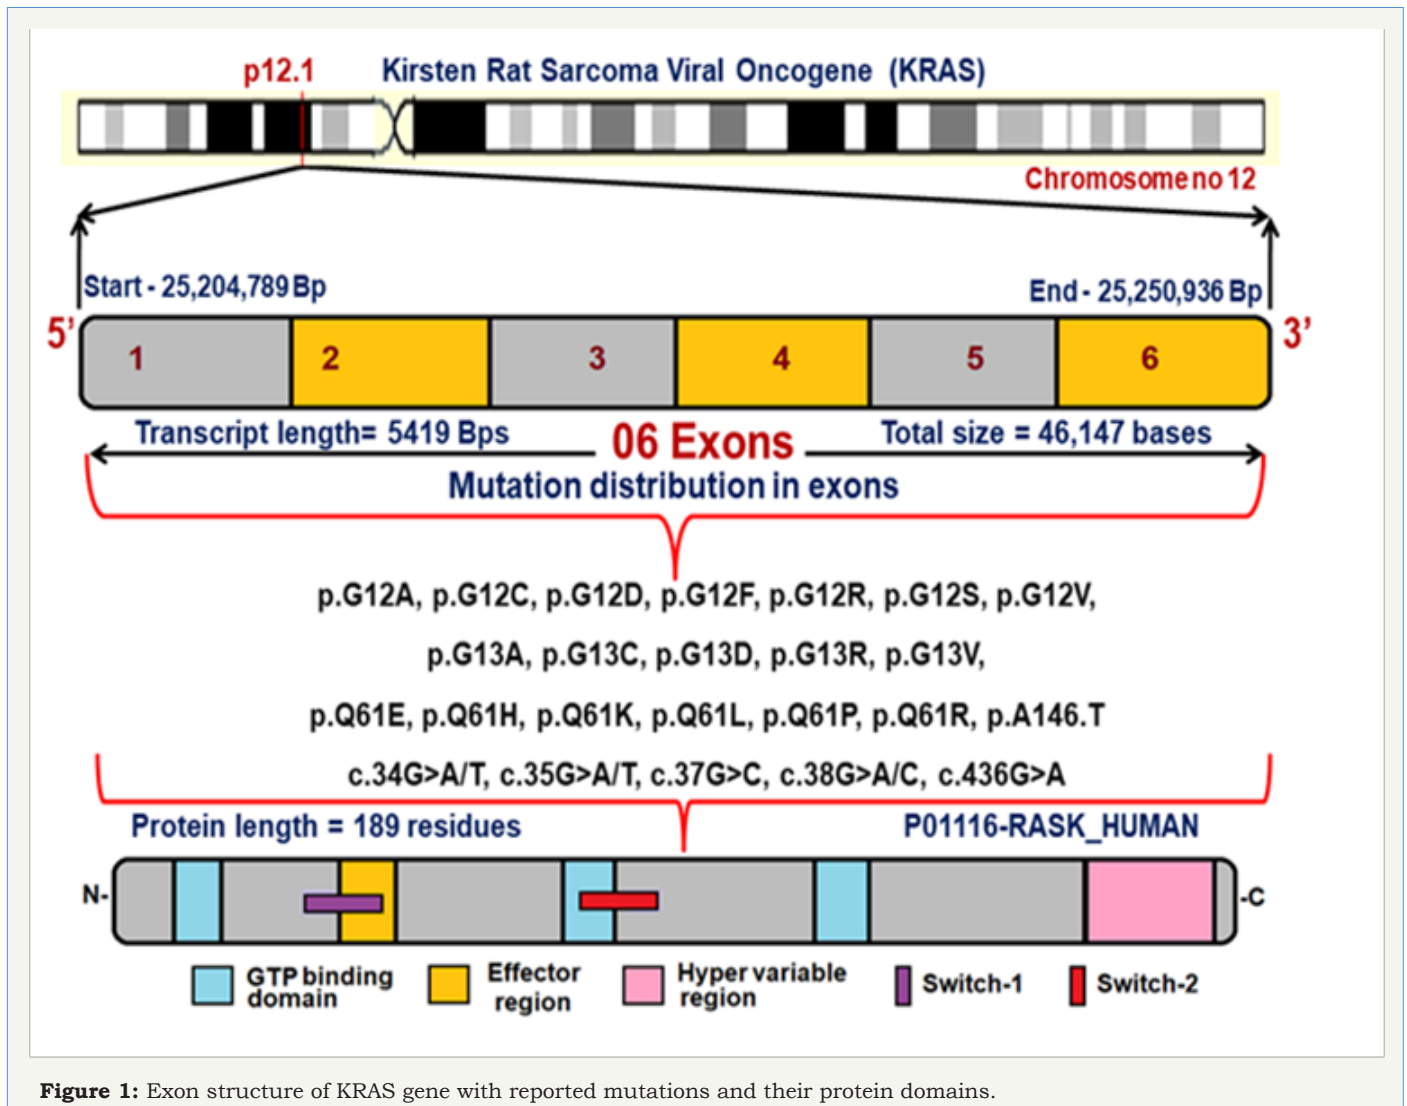 p12.1 Kirsten Rat Sarcoma Viral Oncogene (KRAS)
Chromosome no 12
Start - 25,204,789 Bp
End - 25,250,936 Bp
5’ 3’
1 2 3 4 5 6
Transcript length= 5419 Bps 06 Exons Total size = 46,147 bases
Mutation distribution in exons
p.G12A, p.G12C, p.G12D, p.G12F, p.G12R, p.G12S, p.G12V,
p.G13A, p.G13C, p.G13D, p.G13R, p.G13V,
p.Q61E, p.Q61H, p.Q61K, p.Q61L, p.Q61P, p.Q61R, p.A146.T
c.34G>A/T, c.35G>A/T, c.37G>C, c.38G>A/C, c.436G>A
Protein length = 189 residues P01116-RASK_HUMAN
N- -C
GTP binding
domain
Effector
region
Hyper variable
region
Switch-1
Switch-2
Figure 1: Exon structure of KRAS gene with reported mutations and their protein domains.